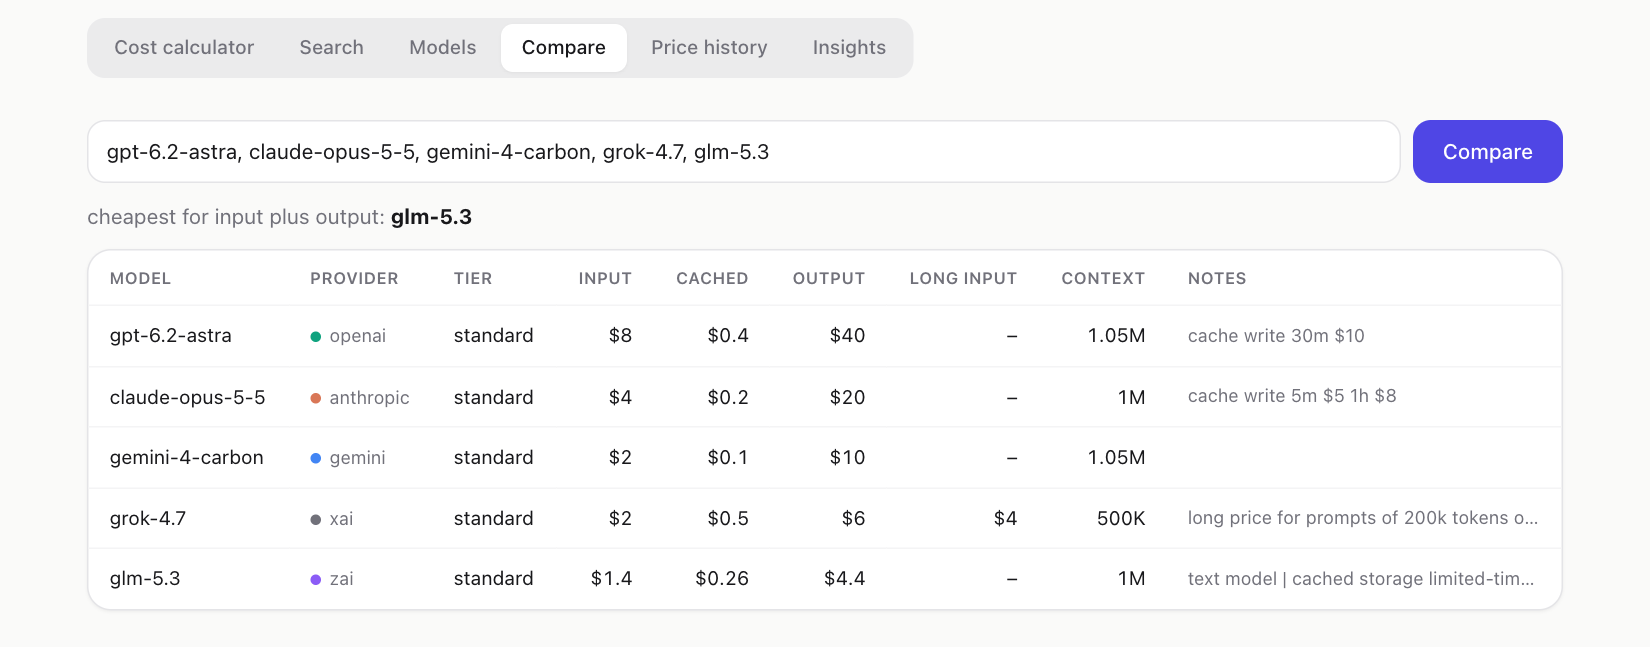 Cost calculator Search Models Compare Price history Insights
gpt-6.2-astra, claude-opus-5-5, gemini-4-carbon, grok-4.7, glm-5.3 Compare
cheapest for input plus output: glm-5.3
MODEL PROVIDER TIER INPUT CACHED OUTPUT LONG INPUT CONTEXT NOTES
gpt-6.2-astra openai standard $8 $0.4 $40 – 1.05M cache write 30m $10
claude-opus-5-5 anthropic standard $4 $0.2 $20 – 1M cache write 5m $5 1h $8
gemini-4-carbon gemini standard $2 $0.1 $10 – 1.05M
grok-4.7 xai standard $2 $0.5 $6 $4 500K long price for prompts of 200k tokens o...
glm-5.3 zai standard $1.4 $0.26 $4.4 – 1M text model | cached storage limited-tim...